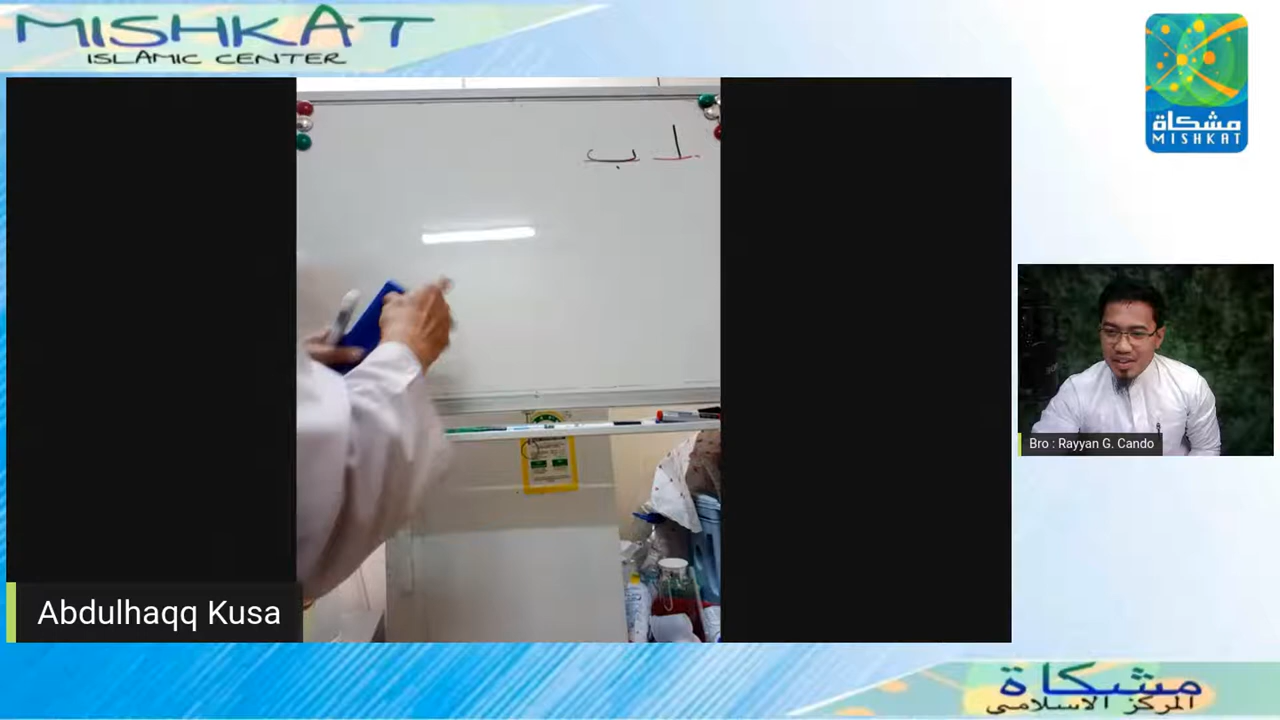 MISHKAT
ISLAMIC CENTER
مشكاة
MISHKAT
ا ب
Bro : Rayyan G. Cando
Abdulhaqq Kusa
مشكاة
المركز الاسلامي